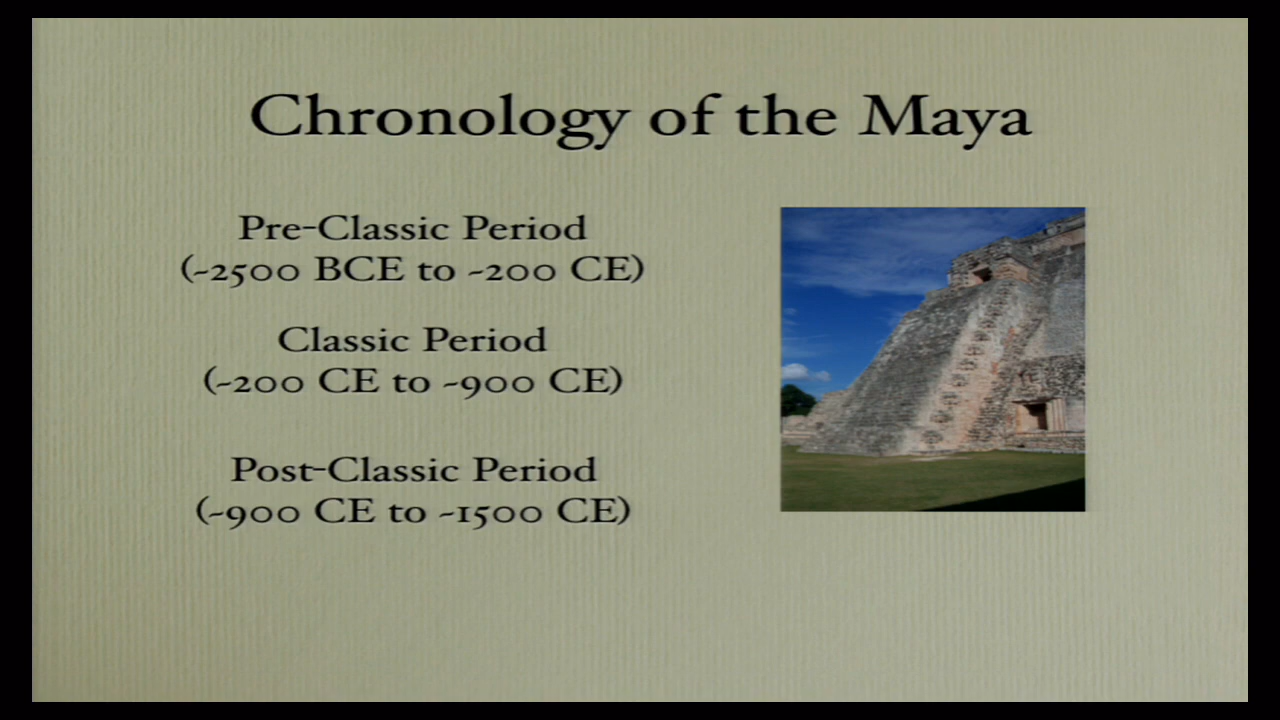 Chronology of the Maya
Pre-Classic Period
(~2500 BCE to ~200 CE)
Classic Period
(~200 CE to ~900 CE)
Post-Classic Period
(~900 CE to ~1500 CE)